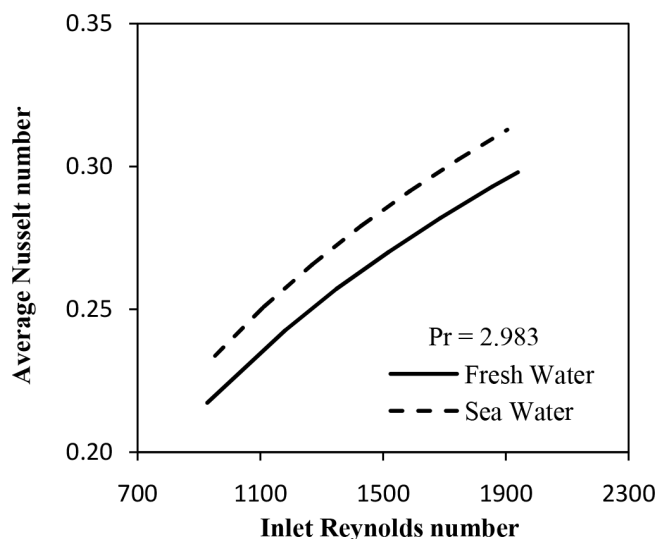 0.35
0.30
0.25
0.20
Average Nusselt number
Pr = 2.983
Fresh Water
Sea Water
700 1100 1500 1900 2300
Inlet Reynolds number